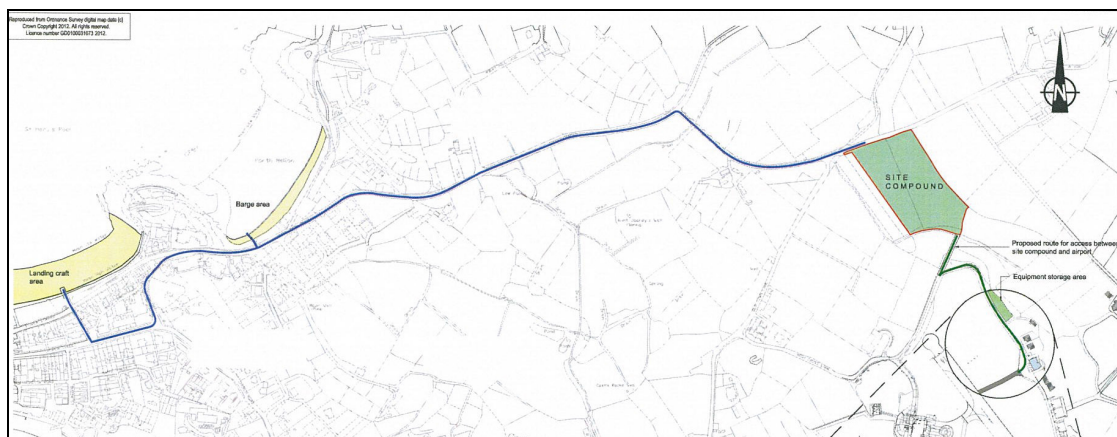 Reproduced from Ordnance Survey digital map data (c)
Crown Copyright 2012. All rights reserved.
Licence number GD0100031673 2012.
N
Barge area
SITE
COMPOUND
Landing craft
area
Proposed route for access between
site compound and airport
Equipment storage area